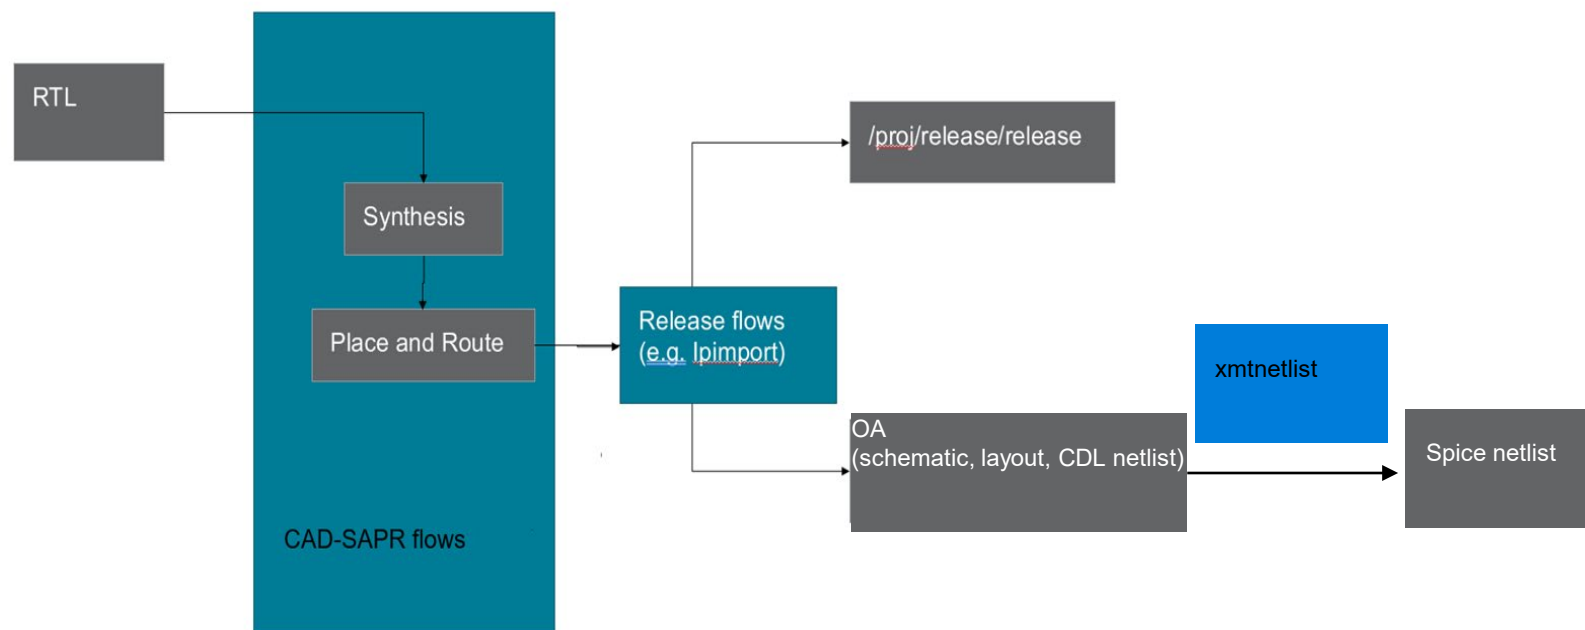 RTL
/proj/release/release
Synthesis
Release flows
(e.g. Ipimport)
Place and Route
xmtnetlist
OA
(schematic, layout, CDL netlist)
Spice netlist
CAD-SAPR flows